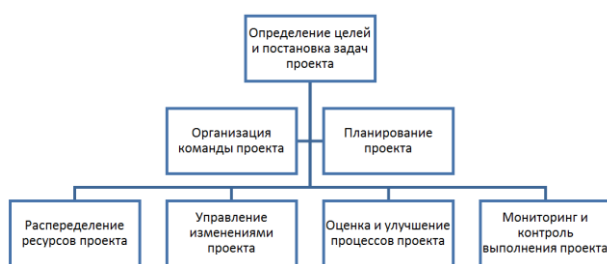 Определение целей
и постановка задач
проекта
Организация
команды проекта
Планирование
проекта
Распеределение
ресурсов проекта
Управление
изменениями
проекта
Оценка и улучшение
процессов проекта
Мониторинг и
контроль
выполнения проекта